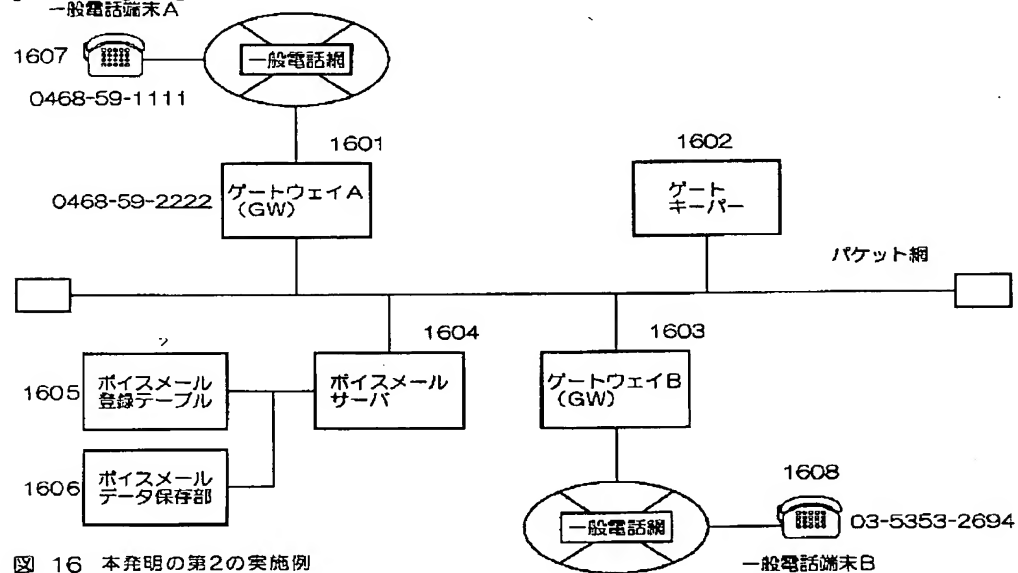 一般電話端末A
1607
一般電話網
0468-59-1111
1601
1602
0468-59-2222
ゲートウェイA
(GW)
ゲート
キーパー
パケット網
1604
1603
1605
ボイスメール
登録テーブル
ボイスメール
サーバ
ゲートウェイB
(GW)
1606
ボイスメール
データ保存部
1608
一般電話網
03-5353-2694
図 16 本発明の第2の実施例
一般電話端末B